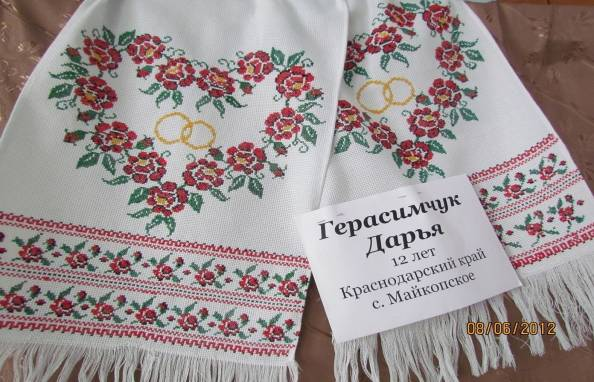 Герасимчук
Дарья
12 лет
Краснодарский край
с. Майкопское
08/06/2012